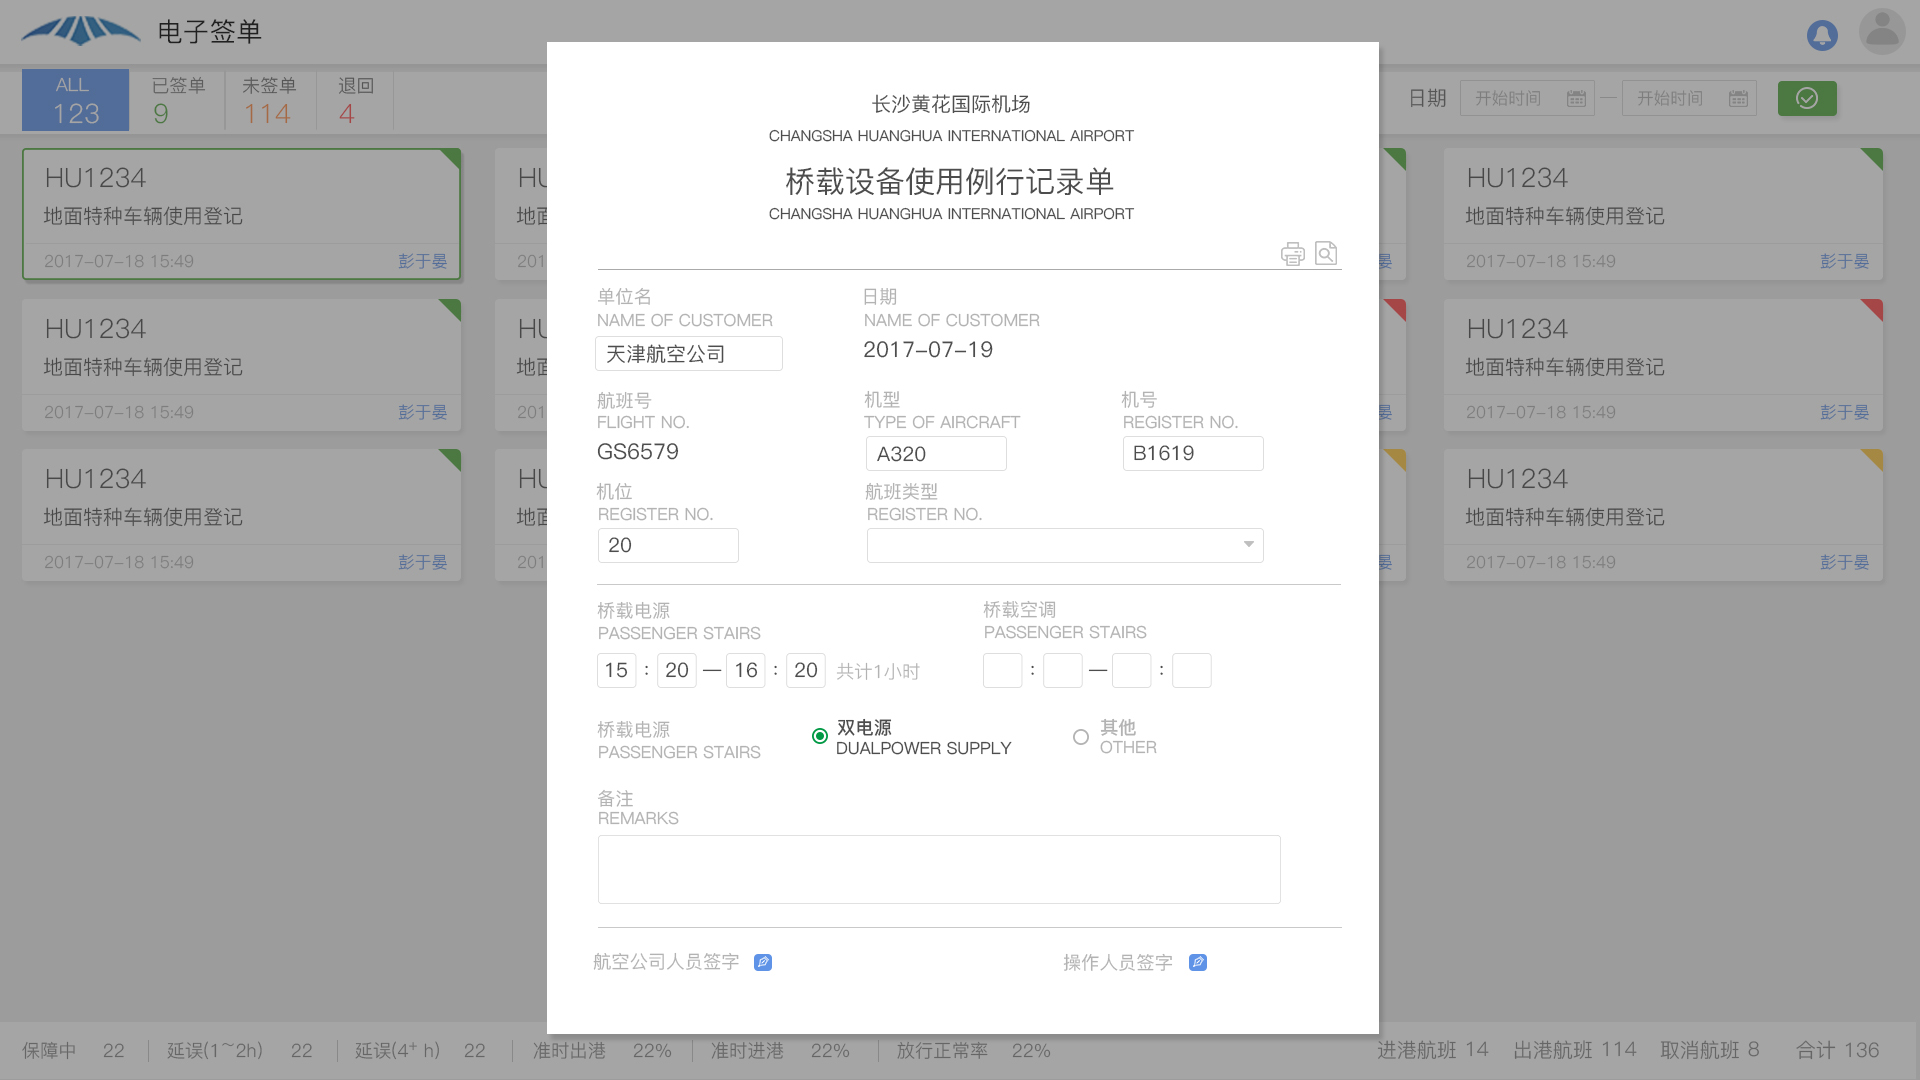 电子签单
ALL
123
已签单
9
未签单
114
退回
4
日期
开始时间
—
开始时间
HU1234
地面特种车辆使用登记
2017-07-18 15:49
彭于晏
HU1234
地面特种车辆使用登记
2017-07-18 15:49
彭于晏
HU1234
地面特种车辆使用登记
2017-07-18 15:49
彭于晏
HU
地面
201
HU
地面
201
HU
地面
201
长沙黄花国际机场
CHANGSHA HUANGHUA INTERNATIONAL AIRPORT
桥载设备使用例行记录单
CHANGSHA HUANGHUA INTERNATIONAL AIRPORT
单位名
NAME OF CUSTOMER
天津航空公司
日期
NAME OF CUSTOMER
2017-07-19
航班号
FLIGHT NO.
GS6579
机型
TYPE OF AIRCRAFT
A320
机号
REGISTER NO.
B1619
机位
REGISTER NO.
20
航班类型
REGISTER NO.
桥载电源
PASSENGER STAIRS
15 : 20 — 16 : 20 共计1小时
桥载空调
PASSENGER STAIRS
: — :
桥载电源
PASSENGER STAIRS
双电源
DUALPOWER SUPPLY
其他
OTHER
备注
REMARKS
航空公司人员签字
操作人员签字
晏
晏
晏
HU1234
地面特种车辆使用登记
2017-07-18 15:49
彭于晏
HU1234
地面特种车辆使用登记
2017-07-18 15:49
彭于晏
HU1234
地面特种车辆使用登记
2017-07-18 15:49
彭于晏
保障中 22 延误(1~2h) 22 延误(4+ h) 22 准时出港 22% 准时进港 22% 放行正常率 22% 进港航班 14 出港航班 114 取消航班 8 合计 136